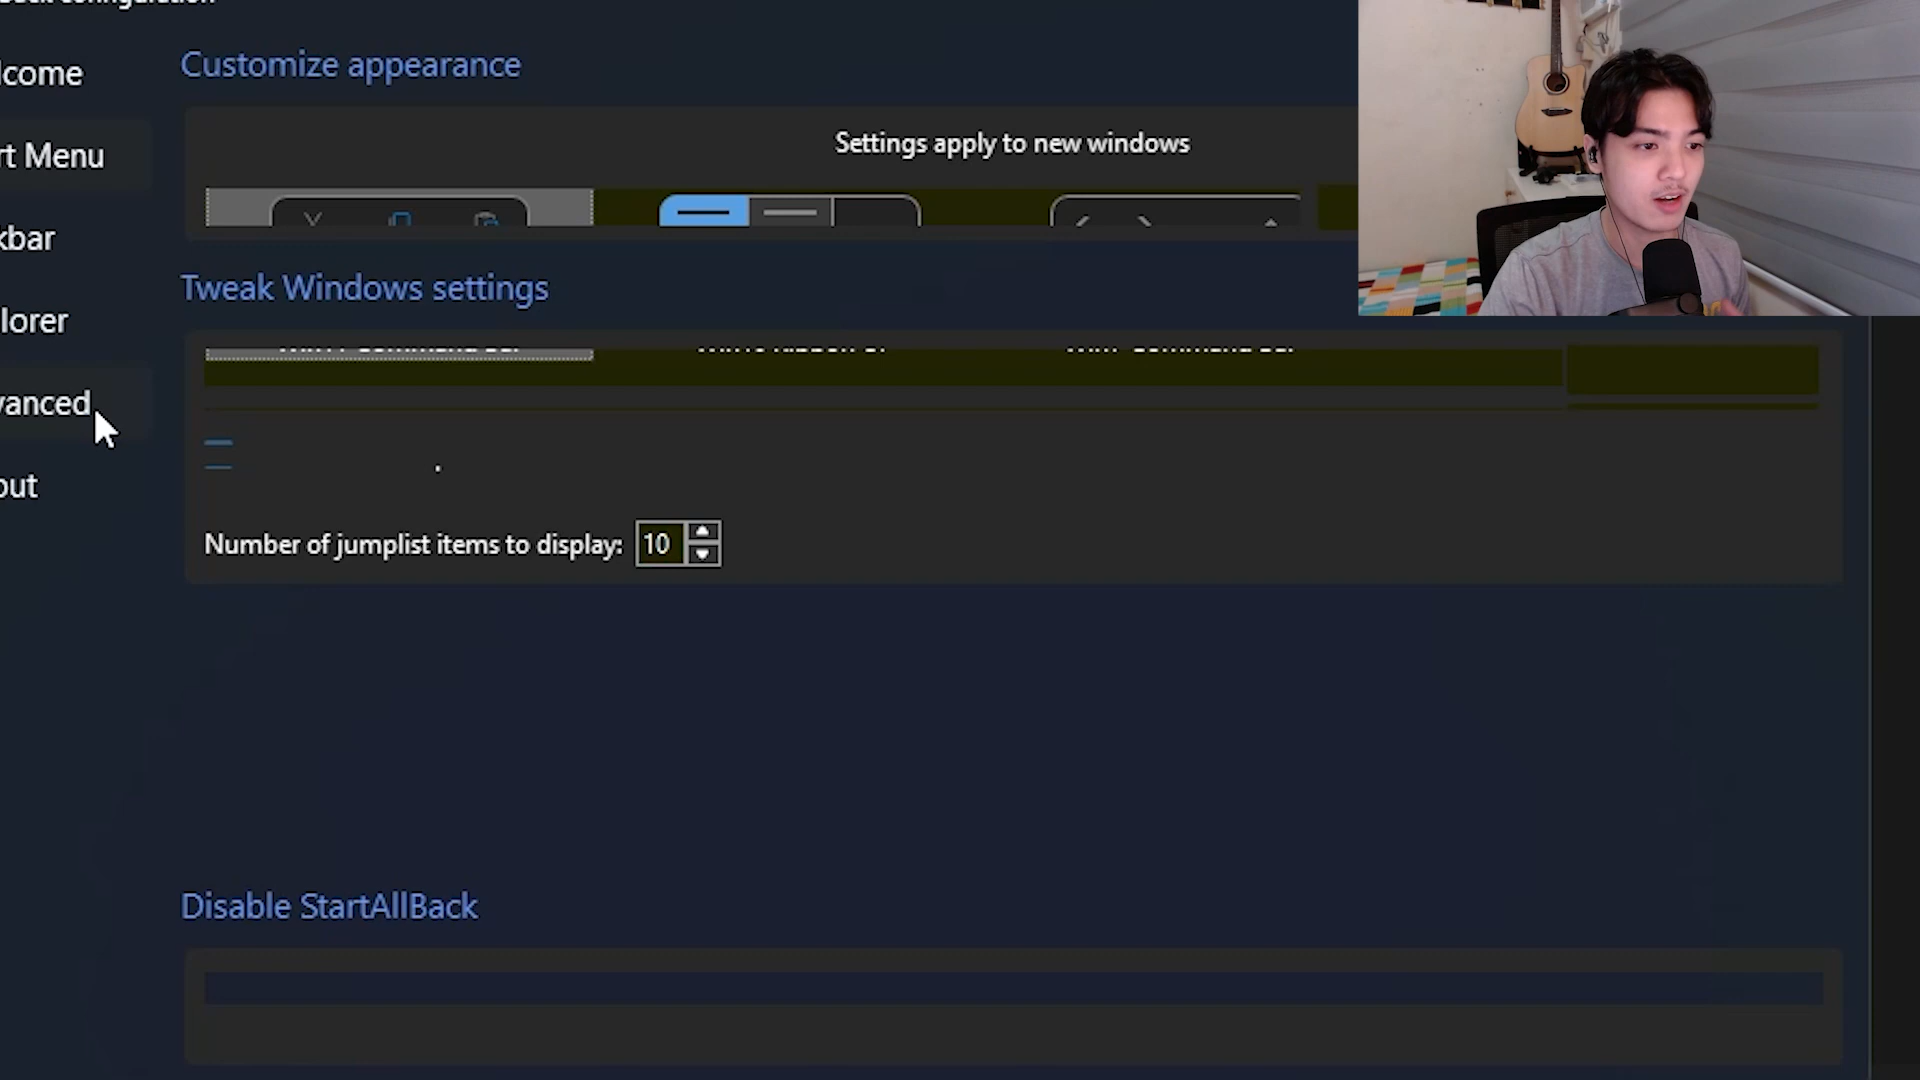 lcome
rt Menu
kbar
lorer
vanced
out
Customize appearance
Settings apply to new windows
Tweak Windows settings
Number of jumplist items to display: 10
Disable StartAllBack